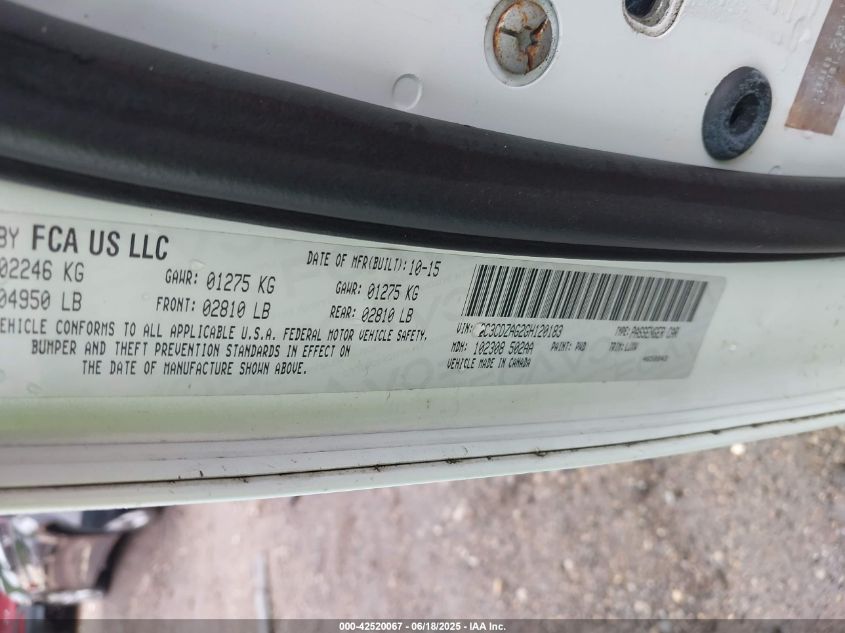 BY FCA US LLC
DATE OF MFR(BUILT): 10-15
02246 KG
GAWR: 01275 KG
GAWR: 01275 KG
04950 LB
FRONT: 02810 LB
REAR: 02810 LB
VEHICLE CONFORMS TO ALL APPLICABLE U.S.A. FEDERAL MOTOR VEHICLE SAFETY,
BUMPER AND THEFT PREVENTION STANDARDS IN EFFECT ON
THE DATE OF MANUFACTURE SHOWN ABOVE.
VIN: 2C3CDZAG2GH120183
TYPE: PASSENGER CAR
MDH: 102308 502AA
PAINT: PW3
VEHICLE MADE IN CANADA
000-42520067 - 06/18/2025 - IAA Inc.